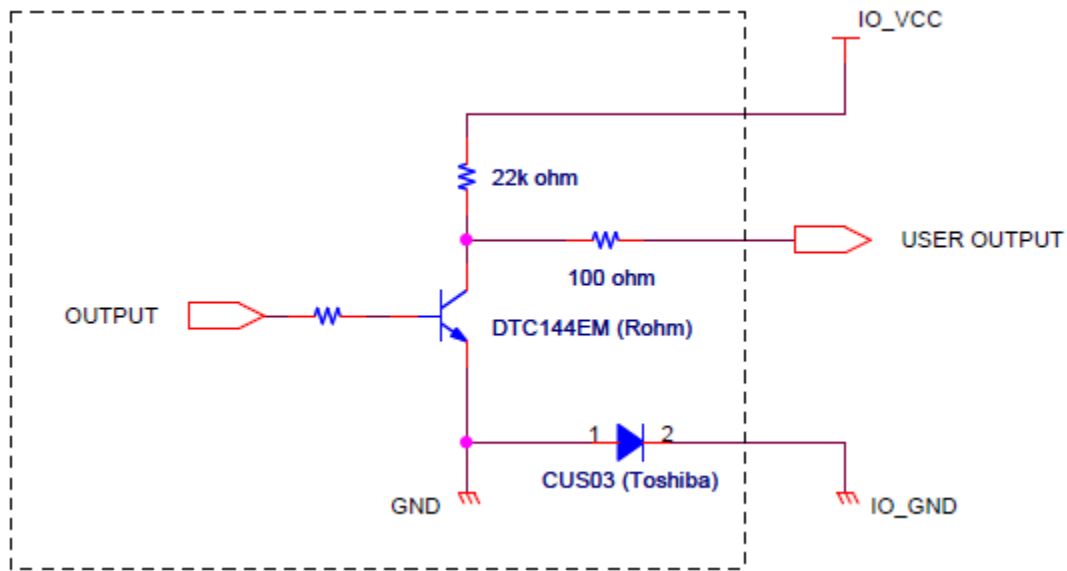 IO_VCC
22k ohm
USER OUTPUT
100 ohm
OUTPUT
DTC144EM (Rohm)
1 2
CUS03 (Toshiba)
GND
IO_GND